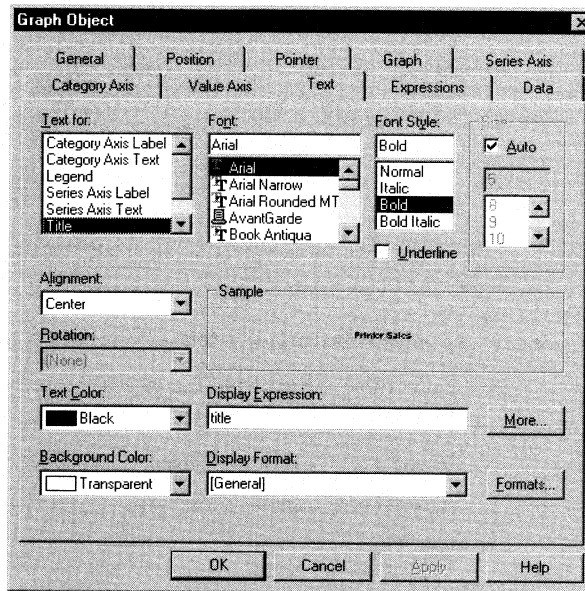 Graph Object
General Position Pointer Graph Series Axis
Category Axis Value Axis Text Expressions Data
Text for:
Category Axis Label
Category Axis Text
Legend
Series Axis Label
Series Axis Text
Title
Font:
Arial
Arial
Arial Narrow
Arial Rounded MT
AvantGarde
Book Antiqua
Font Style:
Bold
Normal
Italic
Bold
Bold Italic
Underline
Size
Auto
8
9
10
Alignment:
Center
Sample
Printer Sales
Rotation:
(None)
Text Color:
Black
Display Expression:
title
More...
Background Color:
Transparent
Display Format:
[General]
Formats...
OK Cancel Apply Help